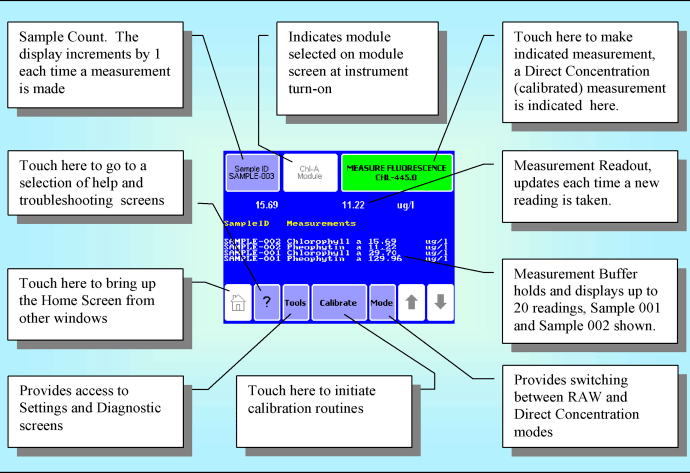 Sample Count.  The
display increments by 1
each time a measurement
is made
Indicates module
selected on module
screen at instrument
turn-on
Touch here to make
indicated measurement,
a Direct Concentration
(calibrated) measurement
is indicated  here.
Touch here to go to a
selection of help and
troubleshooting  screens
Sample ID
SAMPLE-003
Chl-A
Module
MEASURE FLUORESCENCE
CHL-445.0
15.69 11.22 ug/l
SampleID Measurements
SAMPLE-002 Chlorophyll a 15.69 ug/l
SAMPLE-002 Pheophytin a 11.22 ug/l
SAMPLE-001 Chlorophyll a 29.70 ug/l
SAMPLE-001 Pheophytin a 129.96 ug/l
? Tools Calibrate Mode
Measurement Readout,
updates each time a new
reading is taken.
Touch here to bring up
the Home Screen from
other windows
Measurement Buffer
holds and displays up to
20 readings, Sample 001
and Sample 002 shown.
Provides access to
Settings and Diagnostic
screens
Touch here to initiate
calibration routines
Provides switching
between RAW and
Direct Concentration
modes